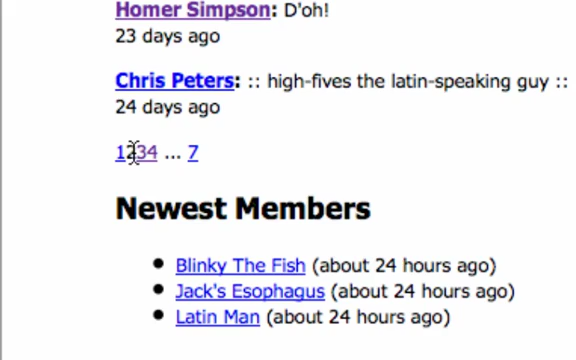 Homer Simpson: D'oh!
23 days ago
Chris Peters: :: high-fives the latin-speaking guy ::
24 days ago
1234 ... 7
Newest Members
Blinky The Fish (about 24 hours ago)
Jack's Esophagus (about 24 hours ago)
Latin Man (about 24 hours ago)